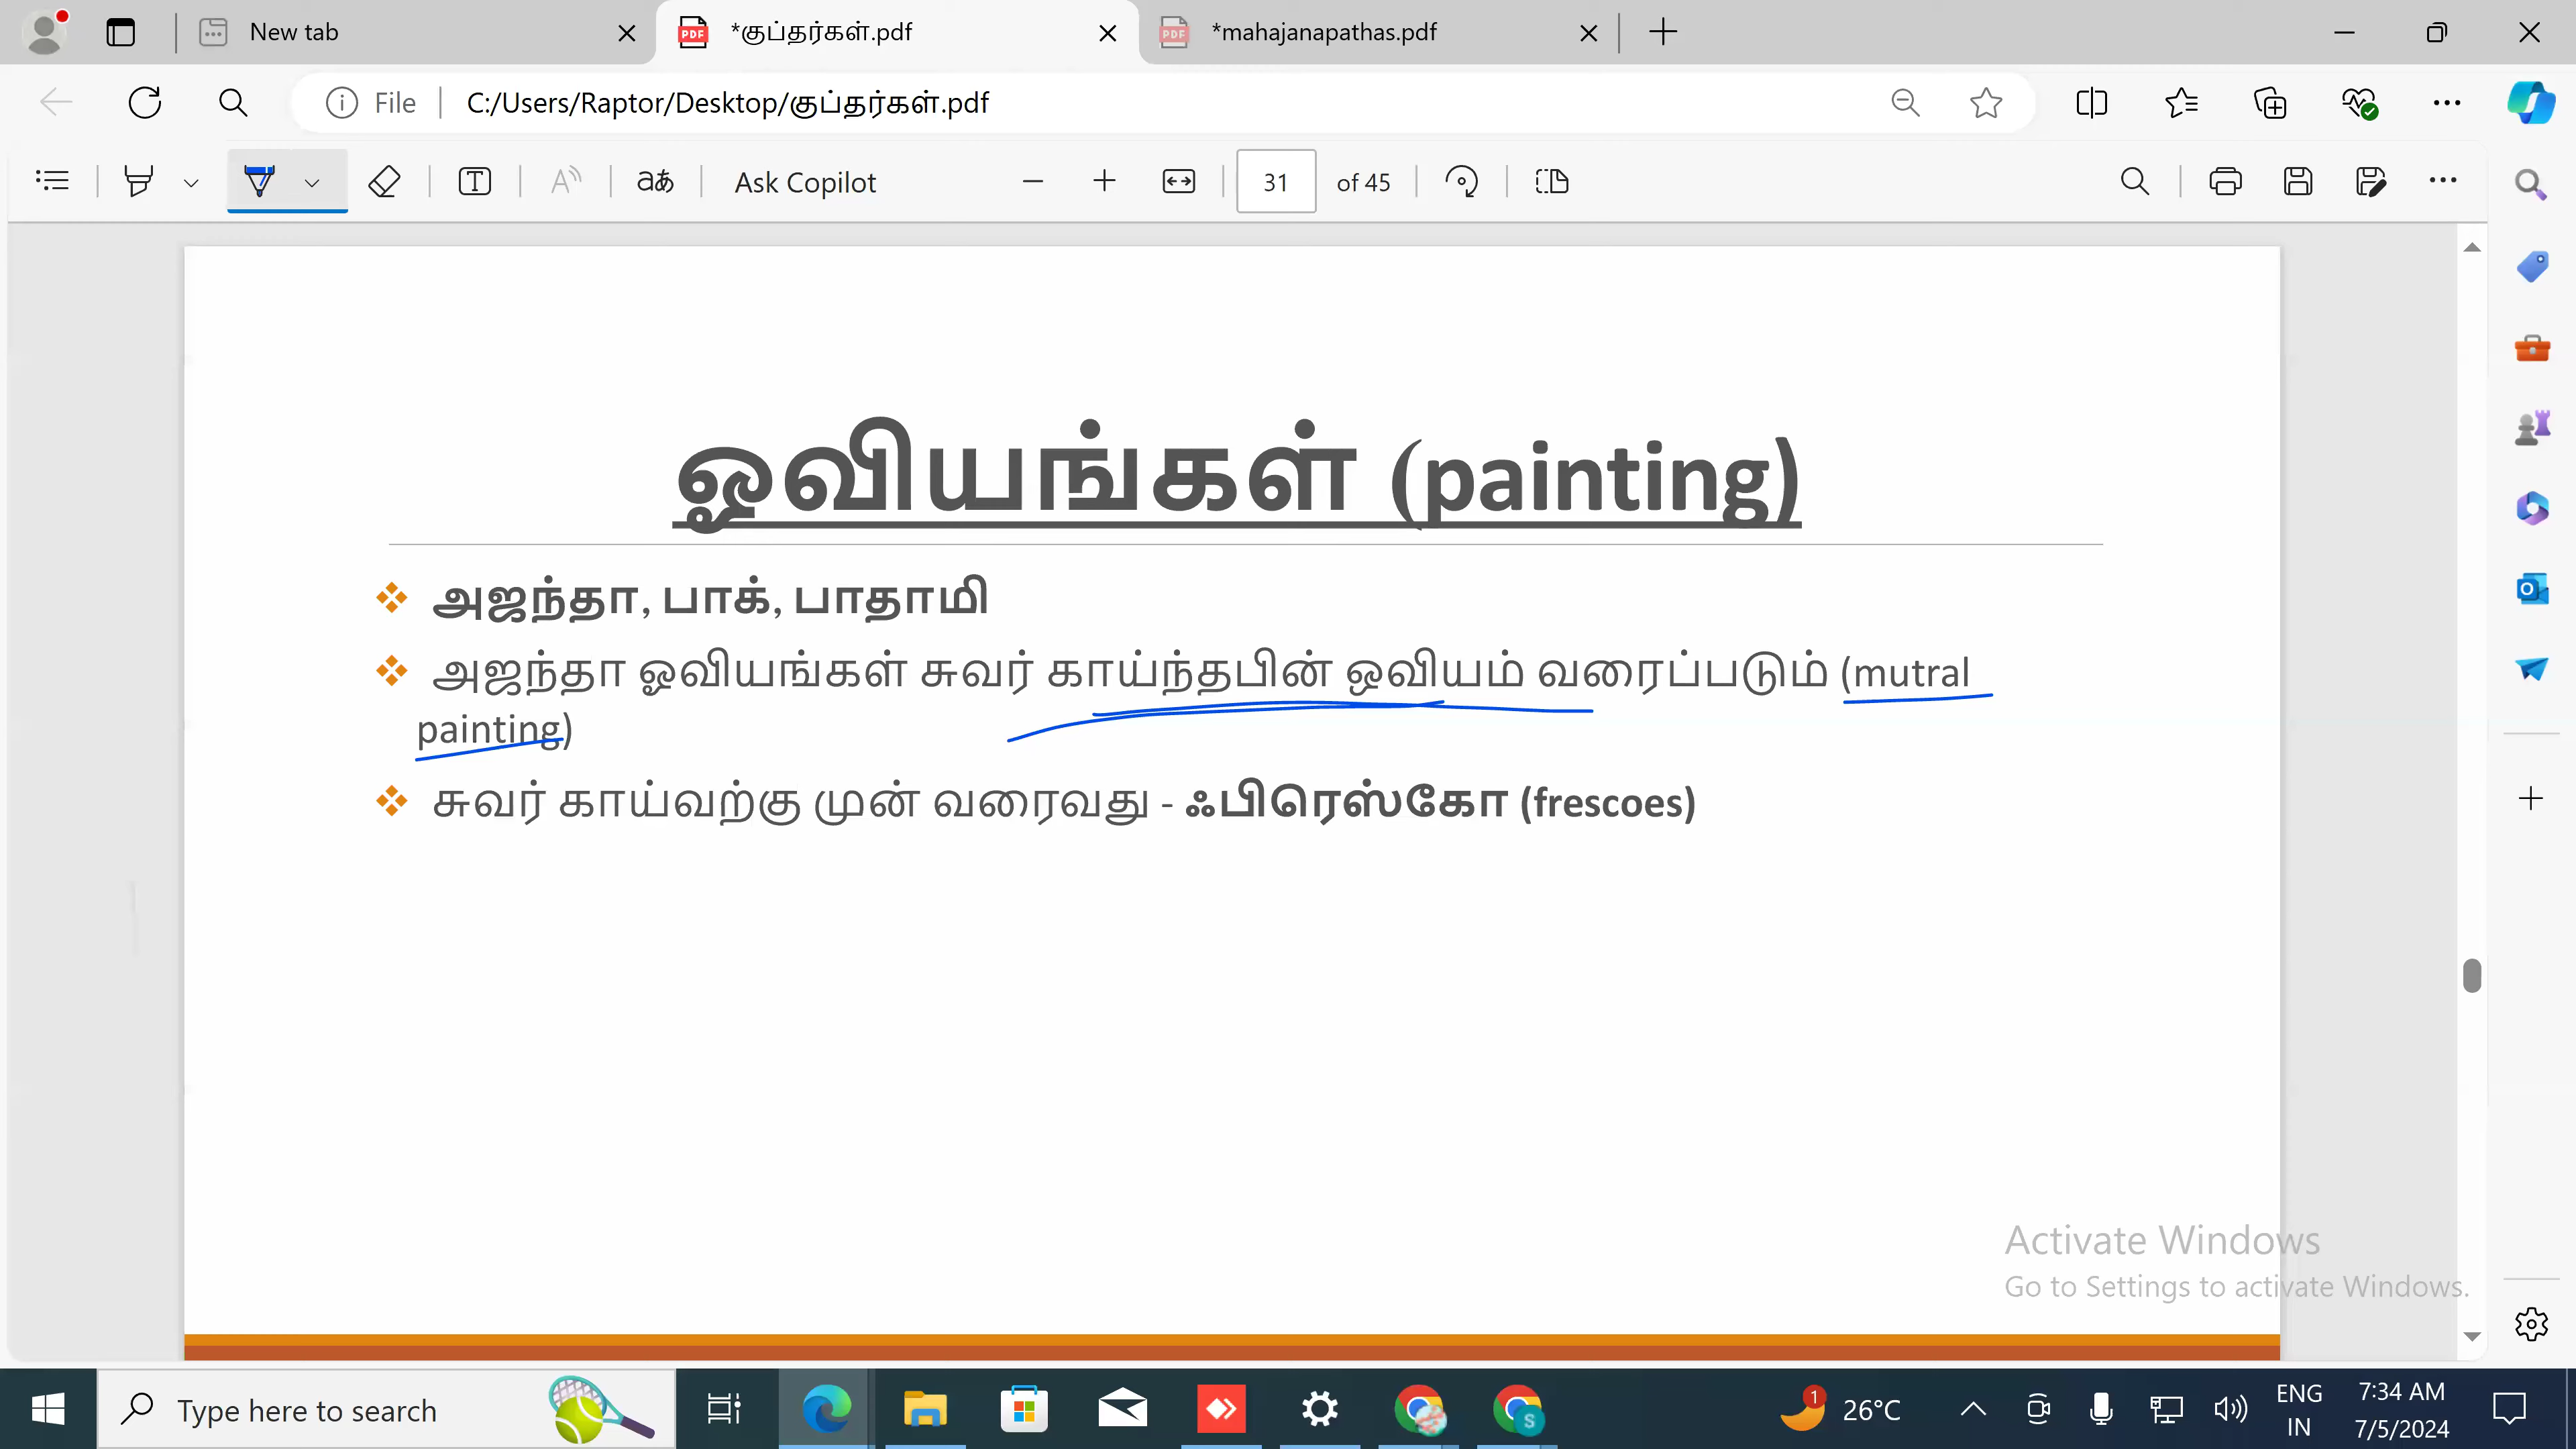 New tab
*குப்தர்கள்.pdf
*mahajanapathas.pdf
File
C:/Users/Raptor/Desktop/குப்தர்கள்.pdf
Ask Copilot
31
of 45
ஓவியங்கள் (painting)
அஜந்தா, பாக், பாதாமி
அஜந்தா ஓவியங்கள் சுவர் காய்ந்தபின் ஒவியம் வரைப்படும் (mutral
painting)
சுவர் காய்வற்கு முன் வரைவது - ஃபிரெஸ்கோ (frescoes)
Activate Windows
Go to Settings to activate Windows.
Type here to search
1
26°C
ENG
IN
7:34 AM
7/5/2024